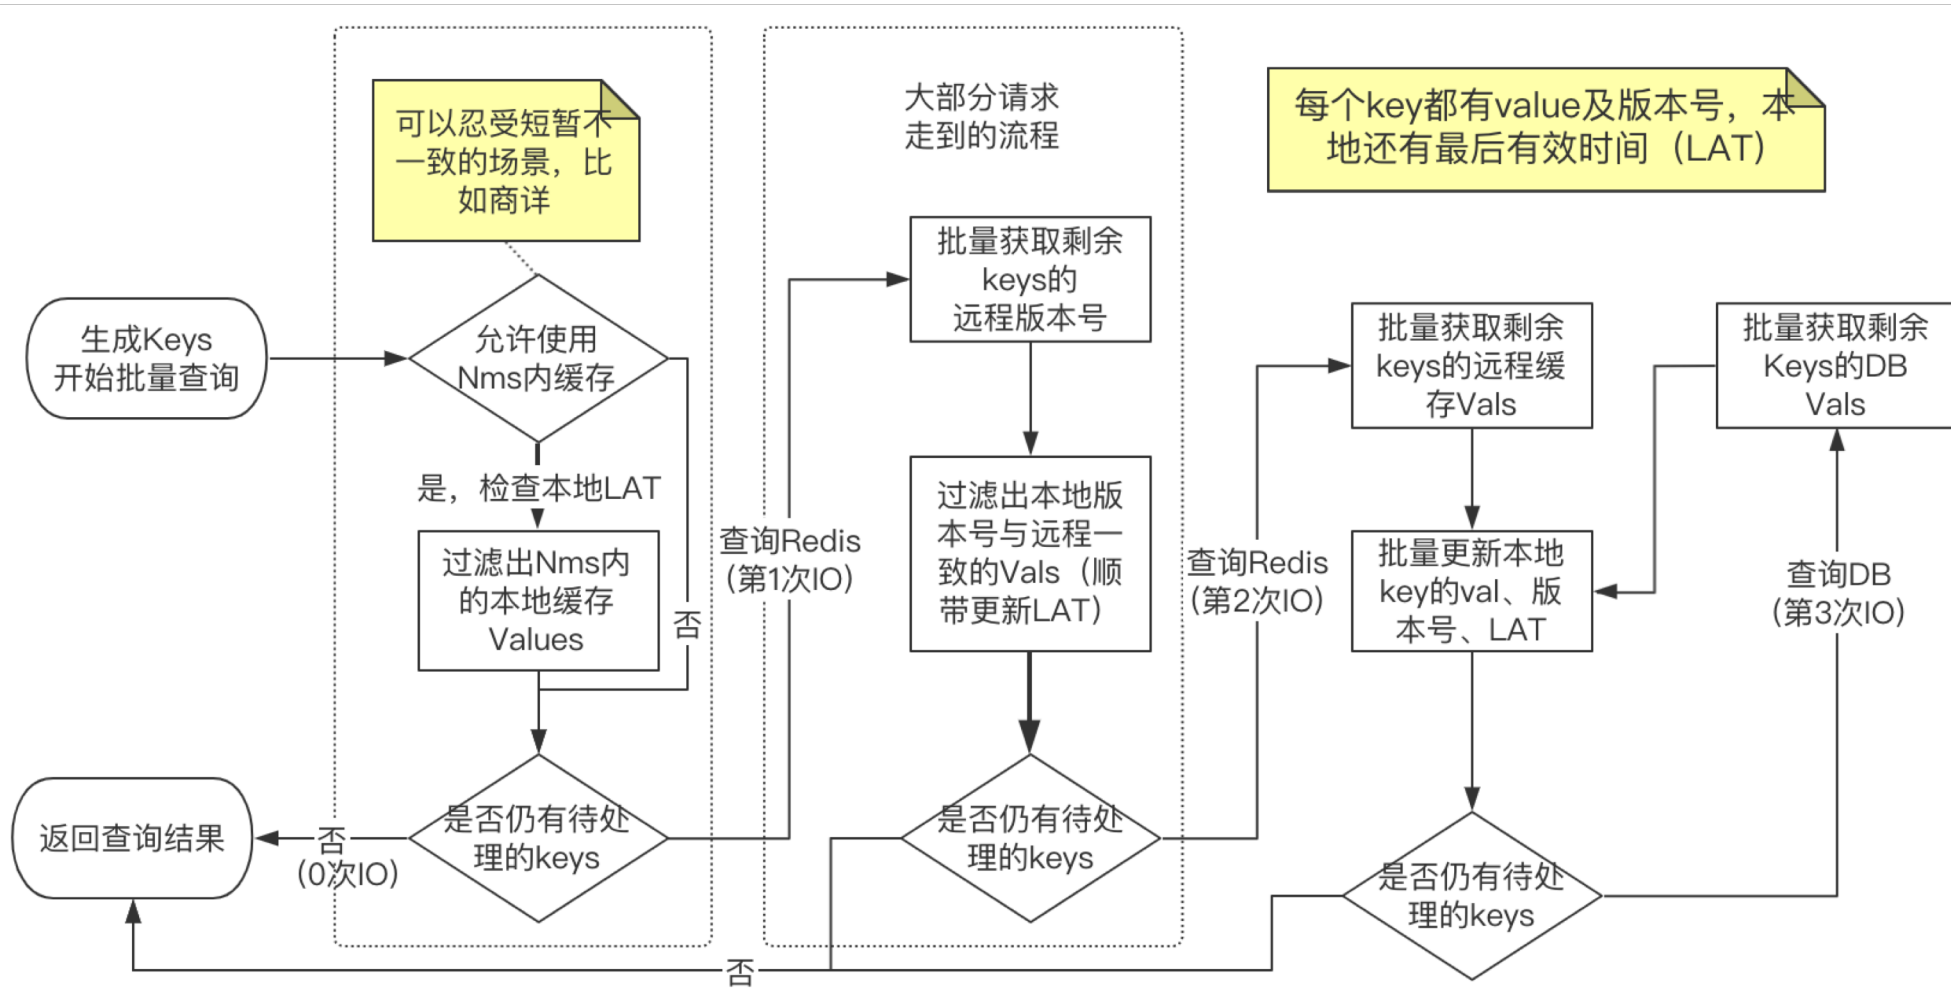 可以忍受短暂不
一致的场景，比
如商详
大部分请求
走到的流程
每个key都有value及版本号，本
地还有最后有效时间（LAT）
生成Keys
开始批量查询
允许使用
Nms内缓存
是，检查本地LAT
过滤出Nms内
的本地缓存
Values
否
是否仍有待处
理的keys
否
(0次IO)
返回查询结果
查询Redis
(第1次IO)
批量获取剩余
keys的
远程版本号
过滤出本地版
本号与远程一
致的Vals（顺
带更新LAT）
是否仍有待处
理的keys
查询Redis
(第2次IO)
批量获取剩余
keys的远程缓
存Vals
批量更新本地
key的val、版
本号、LAT
是否仍有待处
理的keys
查询DB
(第3次IO)
批量获取剩余
Keys的DB
Vals
否